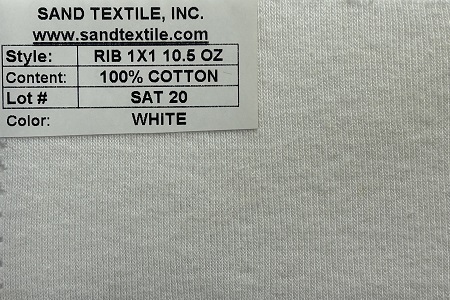 SAND TEXTILE, INC.
www.sandtextile.com
Style: RIB 1X1 10.5 OZ
Content: 100% COTTON
Lot # SAT 20
Color: WHITE